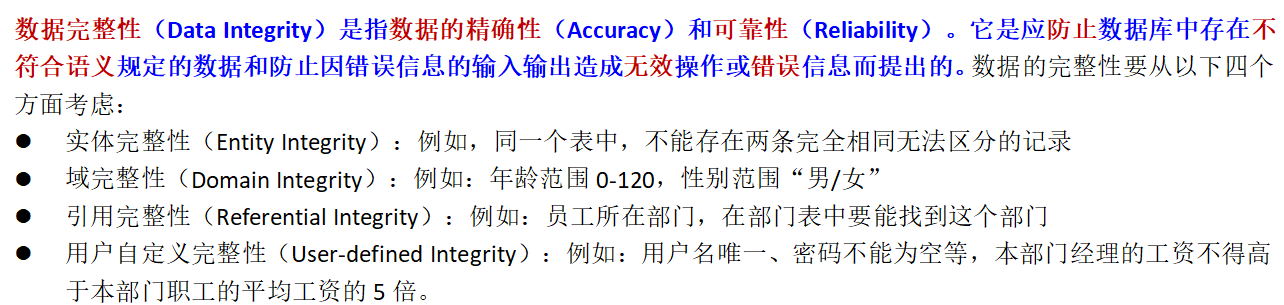 数据完整性（Data Integrity）是指数据的精确性（Accuracy）和可靠性（Reliability）。它是应防止数据库中存在不
符合语义规定的数据和防止因错误信息的输入输出造成无效操作或错误信息而提出的。数据的完整性要从以下四个
方面考虑：
● 实体完整性（Entity Integrity）：例如，同一个表中，不能存在两条完全相同无法区分的记录
● 域完整性（Domain Integrity）：例如：年龄范围 0-120，性别范围“男/女”
● 引用完整性（Referential Integrity）：例如：员工所在部门，在部门表中要能找到这个部门
● 用户自定义完整性（User-defined Integrity）：例如：用户名唯一、密码不能为空等，本部门经理的工资不得高
于本部门职工的平均工资的 5 倍。